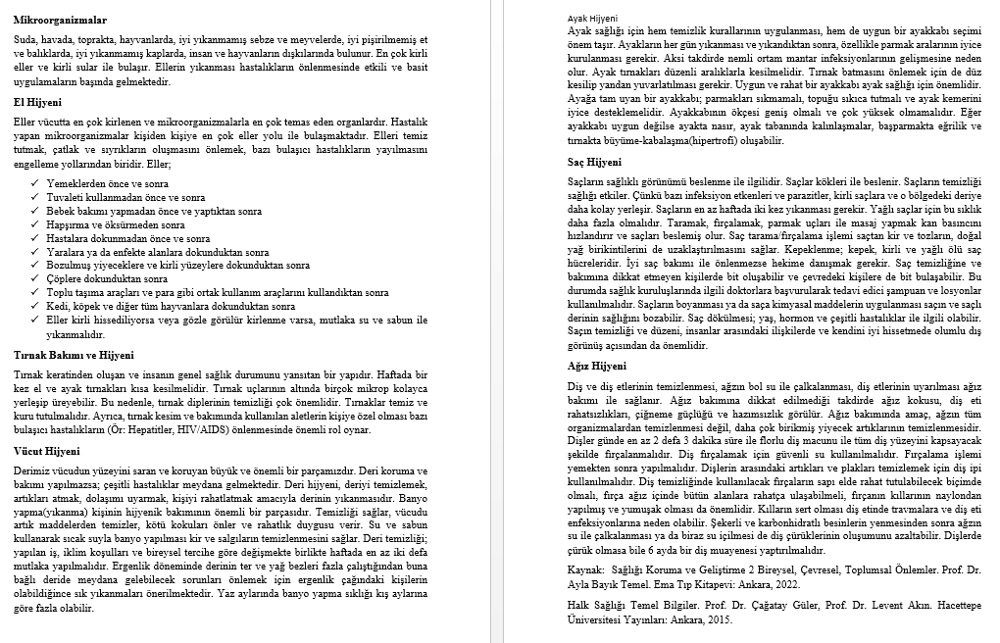 Mikroorganizmalar
Suda, havada, toprakta, hayvanlarda, iyi yıkanmamış sebze ve meyvelerde, iyi pişirilmemiş et
ve balıklarda, iyi yıkanmamış kaplarda, insan ve hayvanların dışkılarında bulunur. En çok kirli
eller ve kirli sular ile bulaşır. Ellerin yıkanması hastalıkların önlenmesinde etkili ve basit
uygulamaların başında gelmektedir.
El Hijyeni
Eller vücutta en çok kirlenen ve mikroorganizmalarla en çok temas eden organlardır. Hastalık
yapan mikroorganizmalar kişiden kişiye en çok eller yolu ile bulaşmaktadır. Elleri temiz
tutmak, çatlak ve sıyrıkların oluşmasını önlemek, bazı bulaşıcı hastalıkların yayılmasını
engelleme yollarından biridir. Eller;
✓ Yemeklerden önce ve sonra
✓ Tuvaleti kullanmadan önce ve sonra
✓ Bebek bakımı yapmadan önce ve yaptıktan sonra
✓ Hapşırma ve öksürmeden sonra
✓ Hastalara dokunmadan önce ve sonra
✓ Yaralara ya da enfekte alanlara dokunduktan sonra
✓ Bozulmuş yiyeceklere ve kirli yüzeylere dokunduktan sonra
✓ Çöplere dokunduktan sonra
✓ Toplu taşıma araçları ve para gibi ortak kullanım araçlarını kullandıktan sonra
✓ Kedi, köpek ve diğer tüm hayvanlara dokunduktan sonra
✓ Eller kirli hissediliyorsa veya gözle görülür kirlenme varsa, mutlaka su ve sabun ile
yıkanmalıdır.
Tırnak Bakımı ve Hijyeni
Tırnak keratinden oluşan ve insanın genel sağlık durumunu yansıtan bir yapıdır. Haftada bir
kez el ve ayak tırnakları kısa kesilmelidir. Tırnak uçlarının altında birçok mikrop kolayca
yerleşip üreyebilir. Bu nedenle, tırnak diplerinin temizliği çok önemlidir. Tırnaklar temiz ve
kuru tutulmalıdır. Ayrıca, tırnak kesim ve bakımında kullanılan aletlerin kişiye özel olması bazı
bulaşıcı hastalıkların (Ör: Hepatitler, HIV/AIDS) önlenmesinde önemli rol oynar.
Vücut Hijyeni
Derimiz vücudun yüzeyini saran ve koruyan büyük ve önemli bir parçamızdır. Deri koruma ve
bakımı yapılmazsa; çeşitli hastalıklar meydana gelmektedir. Deri hijyeni, deriyi temizlemek,
artıkları atmak, dolaşımı uyarmak, kişiyi rahatlatmak amacıyla derinin yıkanmasıdır. Banyo
yapma(yıkanma) kişinin hijyenik bakımının önemli bir parçasıdır. Temizliği sağlar, vücudu
artık maddelerden temizler, kötü kokuları önler ve rahatlık duygusu verir. Su ve sabun
kullanarak sıcak suyla banyo yapılması kir ve salgıların temizlenmesini sağlar. Deri temizliği;
yapılan iş, iklim koşulları ve bireysel tercihe göre değişmekte birlikte haftada en az iki defa
mutlaka yapılmalıdır. Ergenlik döneminde derinin ter ve yağ bezleri fazla çalıştığından buna
bağlı deride meydana gelebilecek sorunları önlemek için ergenlik çağındaki kişilerin
olabildiğince sık yıkanmaları önerilmektedir. Yaz aylarında banyo yapma sıklığı kış aylarına
göre fazla olabilir.
Ayak Hijyeni
Ayak sağlığı için hem temizlik kurallarının uygulanması, hem de uygun bir ayakkabı seçimi
önem taşır. Ayakların her gün yıkanması ve yıkandıktan sonra, özellikle parmak aralarının iyice
kurulanması gerekir. Aksi takdirde nemli ortam mantar infeksiyonlarının gelişmesine neden
olur. Ayak tırnakları düzenli aralıklarla kesilmelidir. Tırnak batmasını önlemek için de düz
kesilip yandan yuvarlatılması gerekir. Uygun ve rahat bir ayakkabı ayak sağlığı için önemlidir.
Ayağa tam uyan bir ayakkabı; parmakları sıkmamalı, topuğu sıkıca tutmalı ve ayak kemerini
iyice desteklemelidir. Ayakkabının ökçesi geniş olmalı ve çok yüksek olmamalıdır. Eğer
ayakkabı uygun değilse ayakta nasır, ayak tabanında kalınlaşmalar, başparmakta eğrilik ve
tırnakta büyüme-kabalaşma(hipertrofi) oluşabilir.
Saç Hijyeni
Saçların sağlıklı görünümü beslenme ile ilgilidir. Saçlar kökleri ile beslenir. Saçların temizliği
sağlığı etkiler. Çünkü bazı infeksiyon etkenleri ve parazitler, kirli saçlara ve o bölgedeki deriye
daha kolay yerleşir. Saçların en az haftada iki kez yıkanması gerekir. Yağlı saçlar için bu sıklık
daha fazla olmalıdır. Taramak, fırçalamak, parmak uçları ile masaj yapmak kan basıncını
hızlandırır ve saçları beslemiş olur. Saç tarama/fırçalama işlemi saçtan kir ve tozların, doğal
yağ birikintilerini de uzaklaştırılmasını sağlar. Kepeklenme; kepek, kirli ve yağlı ölü saç
hücreleridir. İyi saç bakımı ile önlenmezse hekime danışmak gerekir. Saç temizliğine ve
bakımına dikkat etmeyen kişilerde bit oluşabilir ve çevredeki kişilere de bit bulaşabilir. Bu
durumda sağlık kuruluşlarında ilgili doktorlara başvurularak tedavi edici şampuan ve losyonlar
kullanılmalıdır. Saçların boyanması ya da saça kimyasal maddelerin uygulanması saçın ve saçlı
derinin sağlığını bozabilir. Saç dökülmesi; yaş, hormon ve çeşitli hastalıklar ile ilgili olabilir.
Saçın temizliği ve düzeni, insanlar arasındaki ilişkilerde ve kendini iyi hissetmede olumlu dış
görünüş açısından da önemlidir.
Ağız Hijyeni
Diş ve diş etlerinin temizlenmesi, ağzın bol su ile çalkalanması, diş etlerinin uyarılması ağız
bakımı ile sağlanır. Ağız bakımına dikkat edilmediği takdirde ağız kokusu, diş eti
rahatsızlıkları, çiğneme güçlüğü ve hazımsızlık görülür. Ağız bakımında amaç, ağzın tüm
organizmalardan temizlenmesi değil, daha çok birikmiş yiyecek artıklarının temizlenmesidir.
Dişler günde en az 2 defa 3 dakika süre ile florlu diş macunu ile tüm diş yüzeyini kapsayacak
şekilde fırçalanmalıdır. Diş fırçalamak için güvenli su kullanılmalıdır. Fırçalama işlemi
yemekten sonra yapılmalıdır. Dişlerin arasındaki artıkları ve plakları temizlemek için diş ipi
kullanılmalıdır. Diş temizliğinde kullanılacak fırçaların sapı elde rahat tutulabilecek biçimde
olmalı, fırça ağız içinde bütün alanlara rahatça ulaşabilmeli, fırçanın kıllarının naylondan
yapılmış ve yumuşak olması da önemlidir. Kılların sert olması diş etinde travmalara ve diş eti
enfeksiyonlarına neden olabilir. Şekerli ve karbonhidratlı besinlerin yenmesinden sonra ağzın
su ile çalkalanması ya da biraz su içilmesi de diş çürüklerinin oluşumunu azaltabilir. Dişlerde
çürük olmasa bile 6 ayda bir diş muayenesi yaptırılmalıdır.
Kaynak: Sağlığı Koruma ve Geliştirme 2 Bireysel, Çevresel, Toplumsal Önlemler. Prof. Dr.
Ayla Bayık Temel. Ema Tıp Kitapevi: Ankara, 2022.
Halk Sağlığı Temel Bilgiler. Prof. Dr. Çağatay Güler, Prof. Dr. Levent Akın. Hacettepe
Üniversitesi Yayınları: Ankara, 2015.